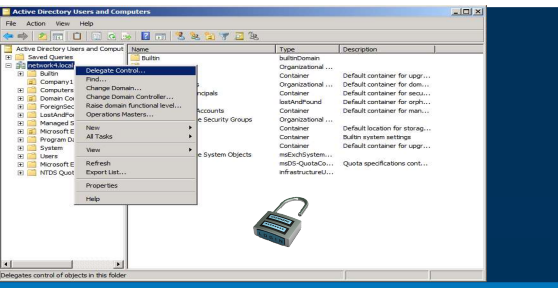 Active Directory Users and Computers
File Action View Help
Active Directory Users and Comput
Saved Queries
network4.local
Builtin
Company1
Computers
Domain Con
ForeignSec
LostAndFou
Managed S
Microsoft E
Program Da
System
Users
Microsoft E
NTDS Quot
Delegate Control...
Find...
Change Domain...
Change Domain Controller...
Raise domain functional level...
Operations Masters...
New
All Tasks
View
Refresh
Export List...
Properties
Help
Name Type Description
Builtin builtinDomain
Organizational ...
Container Default container for upgr...
s Organizational ... Default container for dom...
ncipals Container Default container for secu...
lostAndFound Default container for orph...
Accounts Container Default container for man...
e Security Groups Organizational ...
Container Default location for storag...
Container Builtin system settings
Container Default container for upgr...
e System Objects msExchSystem...
msDS-QuotaCo... Quota specifications cont...
infrastructureU...
Delegates control of objects in this folder